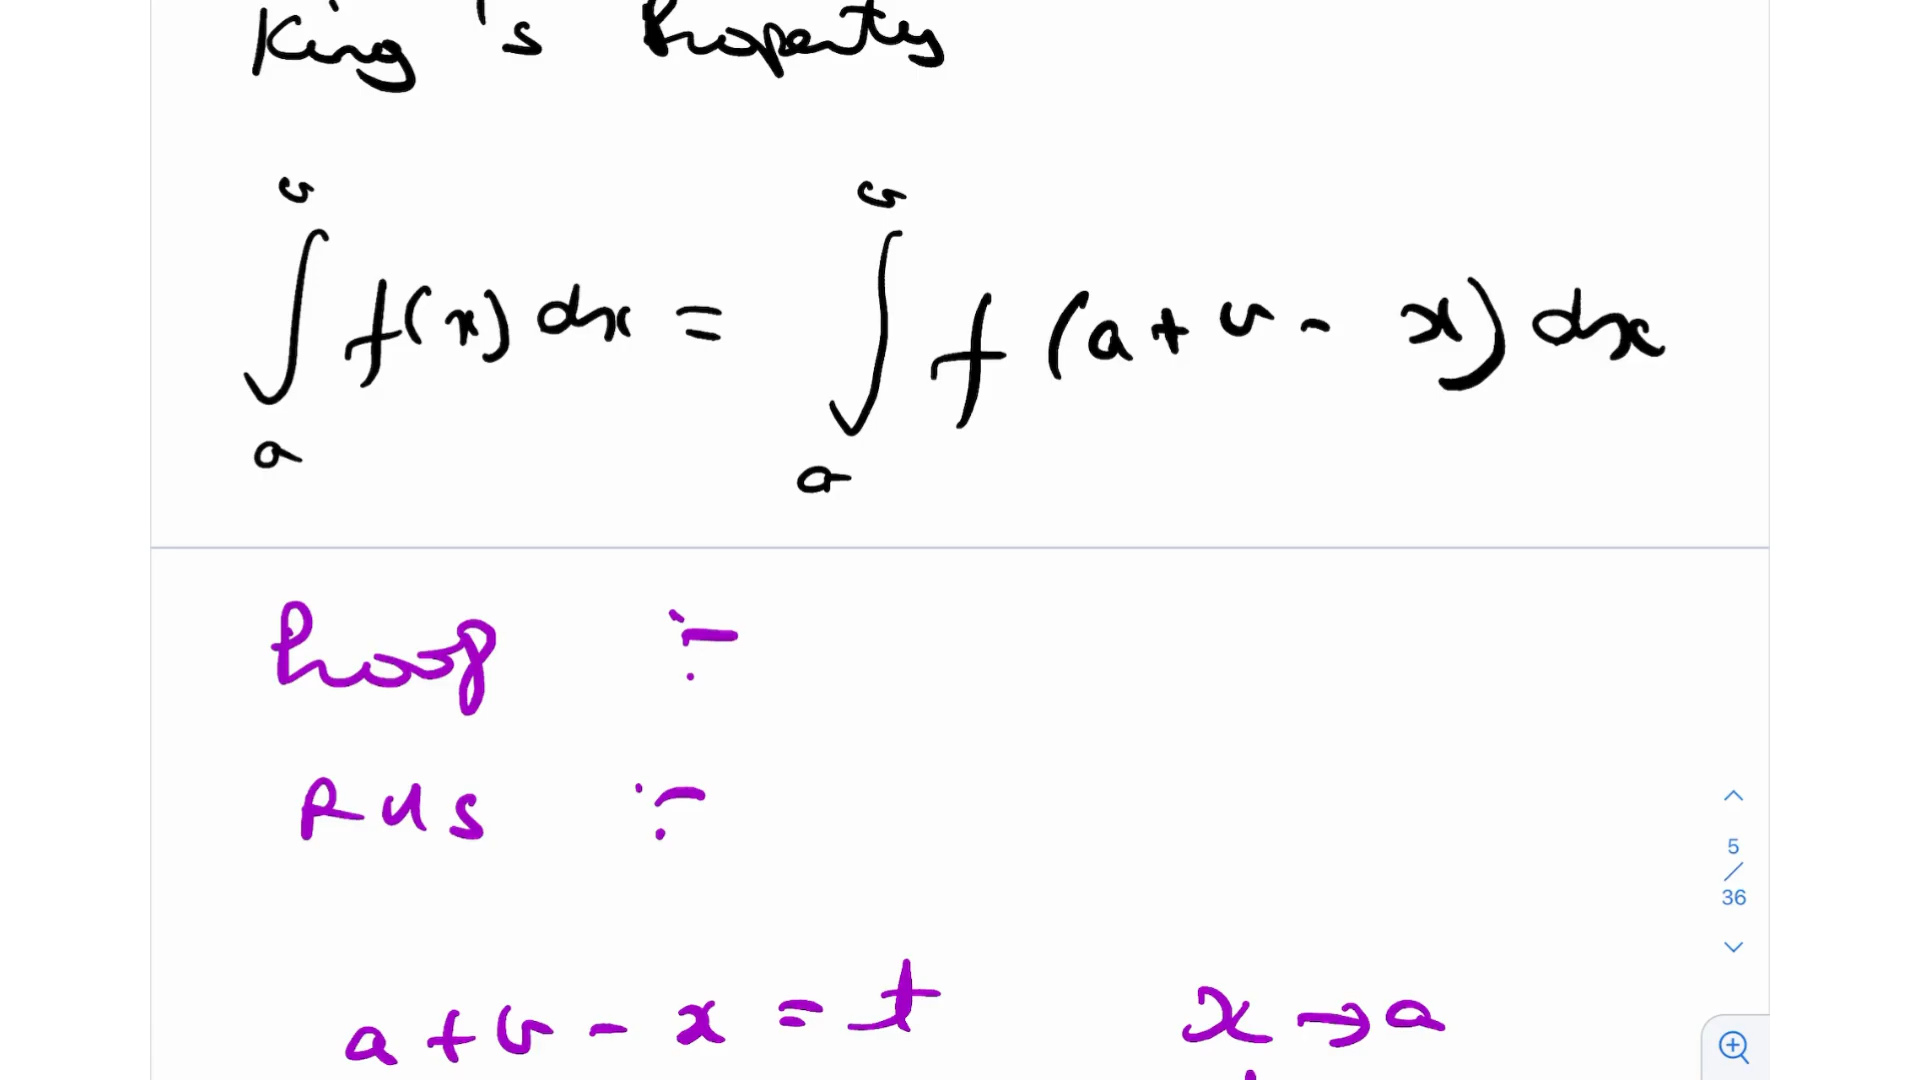 King's Property
∫_a^b f(x) dx = ∫_a^b f(a+b-x) dx
Proof :-
RHS :-
a+b-x = t x→a
5
/
36